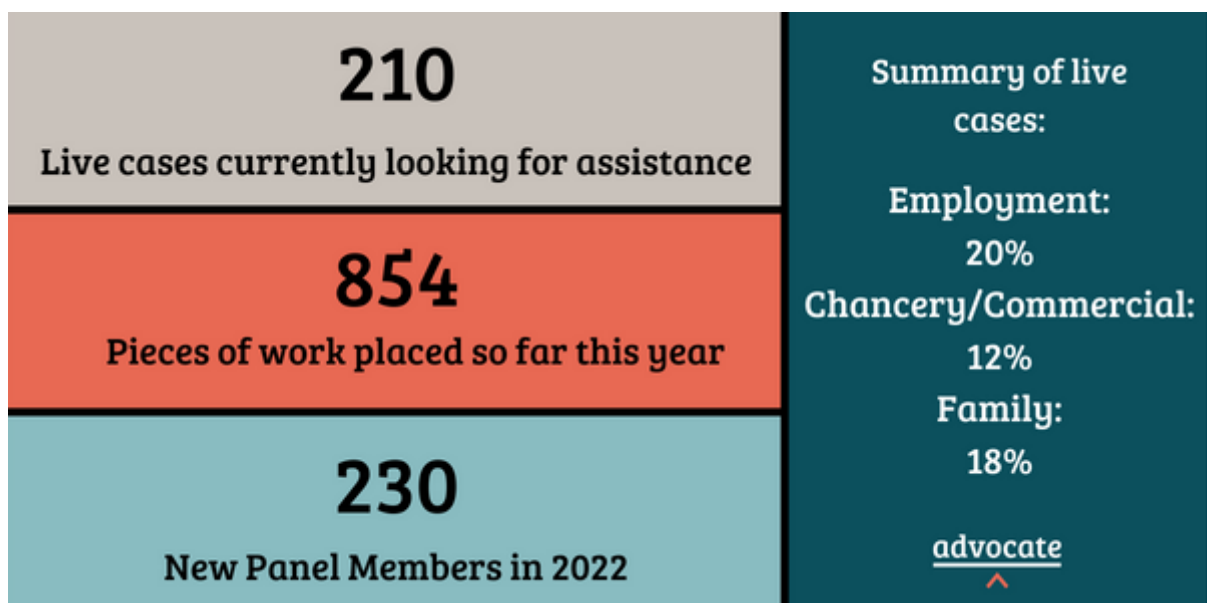 210
Live cases currently looking for assistance
854
Pieces of work placed so far this year
230
New Panel Members in 2022
Summary of live
cases:
Employment:
20%
Chancery/Commercial:
12%
Family:
18%
advocate